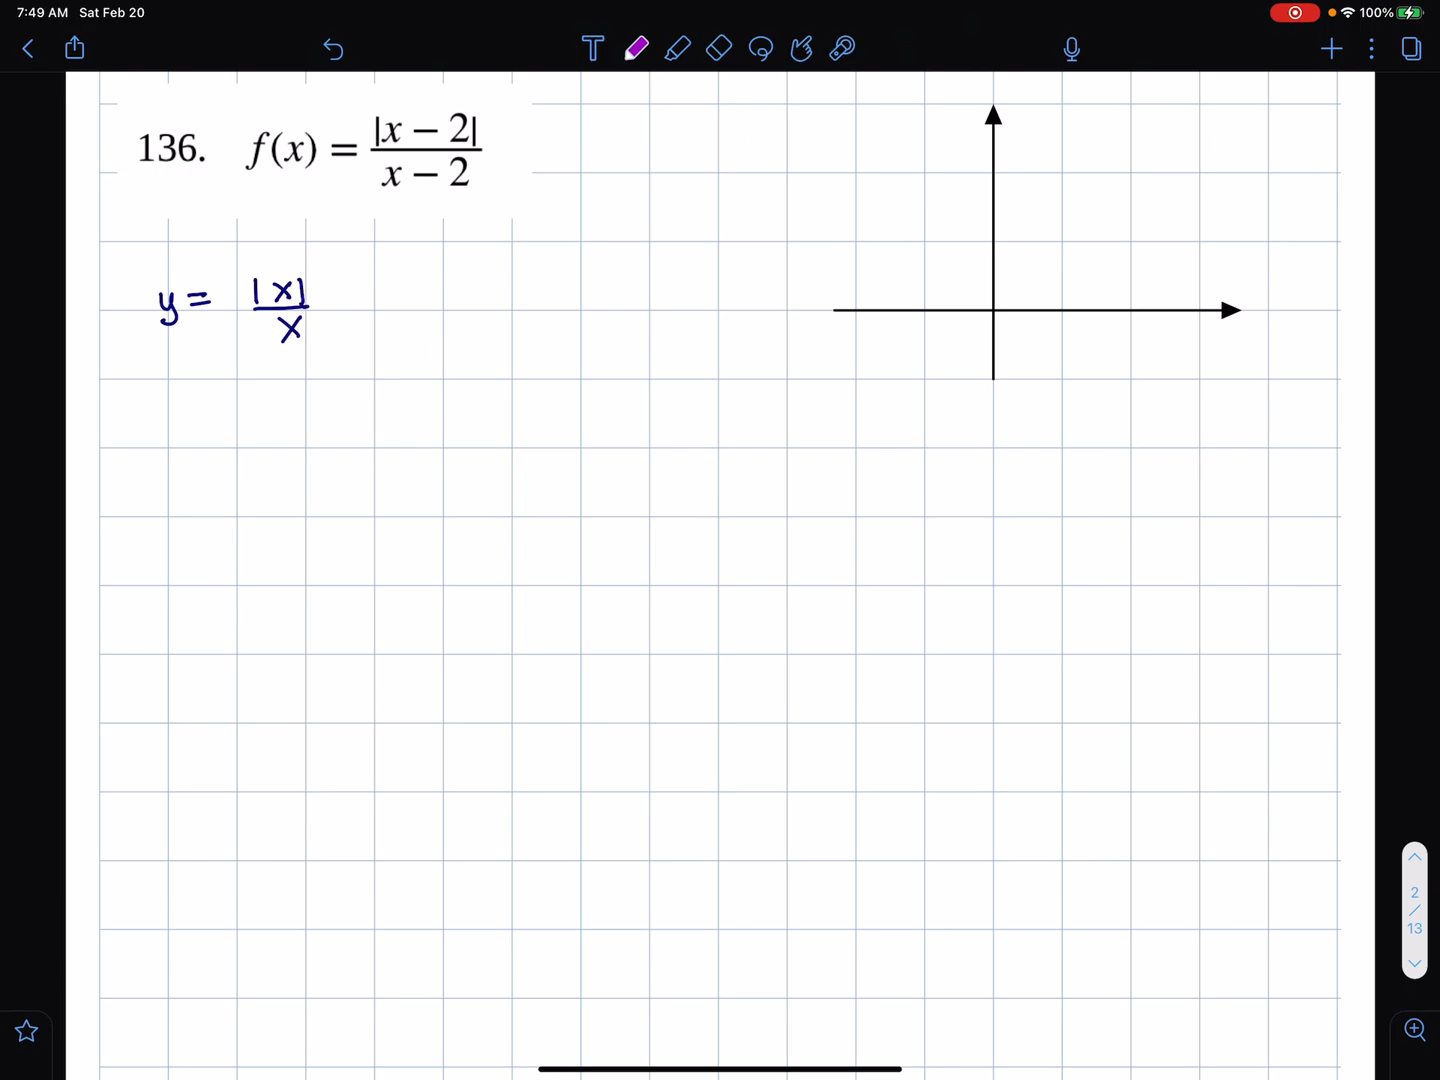 7:49 AM Sat Feb 20 100%
136. f(x) = |x − 2| / x − 2
y = |x| / x
2 / 13